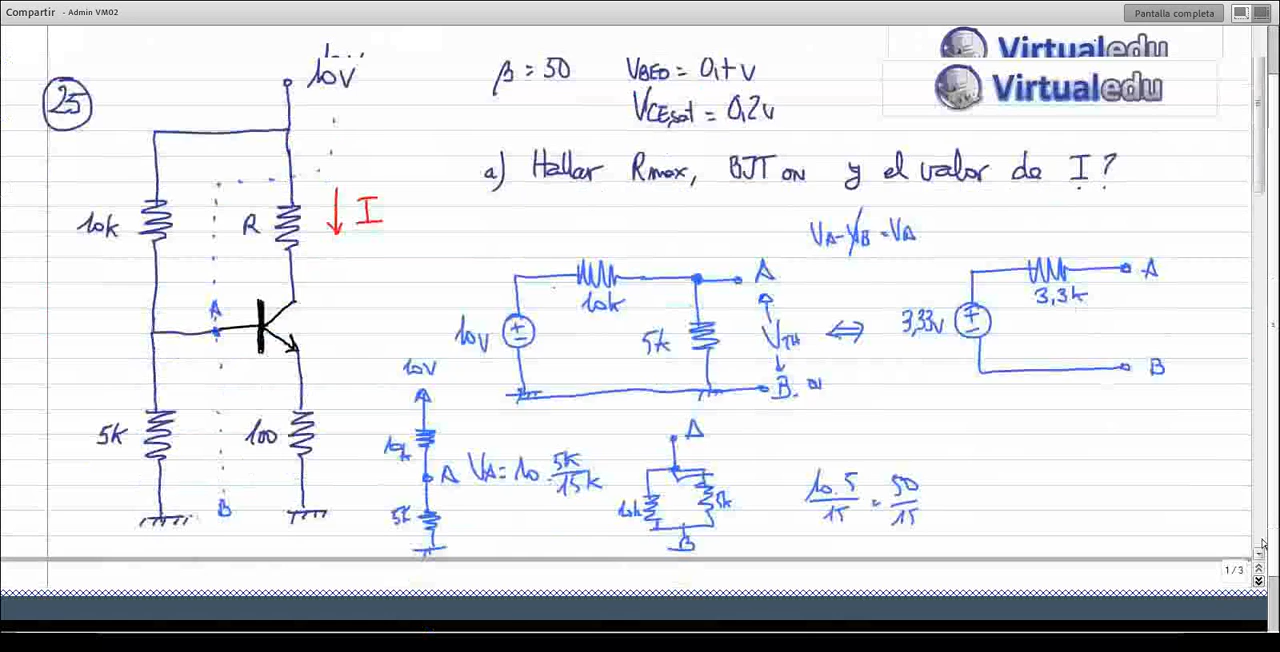 Compartir - Admin VM02
Pantalla completa
Virtualedu
Virtualedu
25
10V
β = 50 VBEO = 0,7V
VCE,sat = 0,2V
a) Hallar Rmax, BJT ON y el valor de I?
10k
R
I
A
5k
100
B
VA-VB = VA
10V
10k
A
5k
VTH
B
⇔
3,33V
3,3k
A
B
10V
10k
A VA = 10 · 5k/15k
5k
A
10k
5k
B
10.5/15 = 50/15
1 / 3